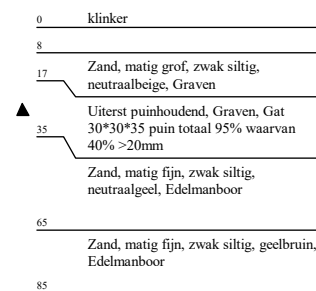 0 klinker
8
Zand, matig grof, zwak siltig,
17 neutraalbeige, Graven
Uiterst puinhoudend, Graven, Gat
35 30*30*35 puin totaal 95% waarvan
40% >20mm
Zand, matig fijn, zwak siltig,
neutraalgeel, Edelmanboor
65
Zand, matig fijn, zwak siltig, geelbruin,
Edelmanboor
85